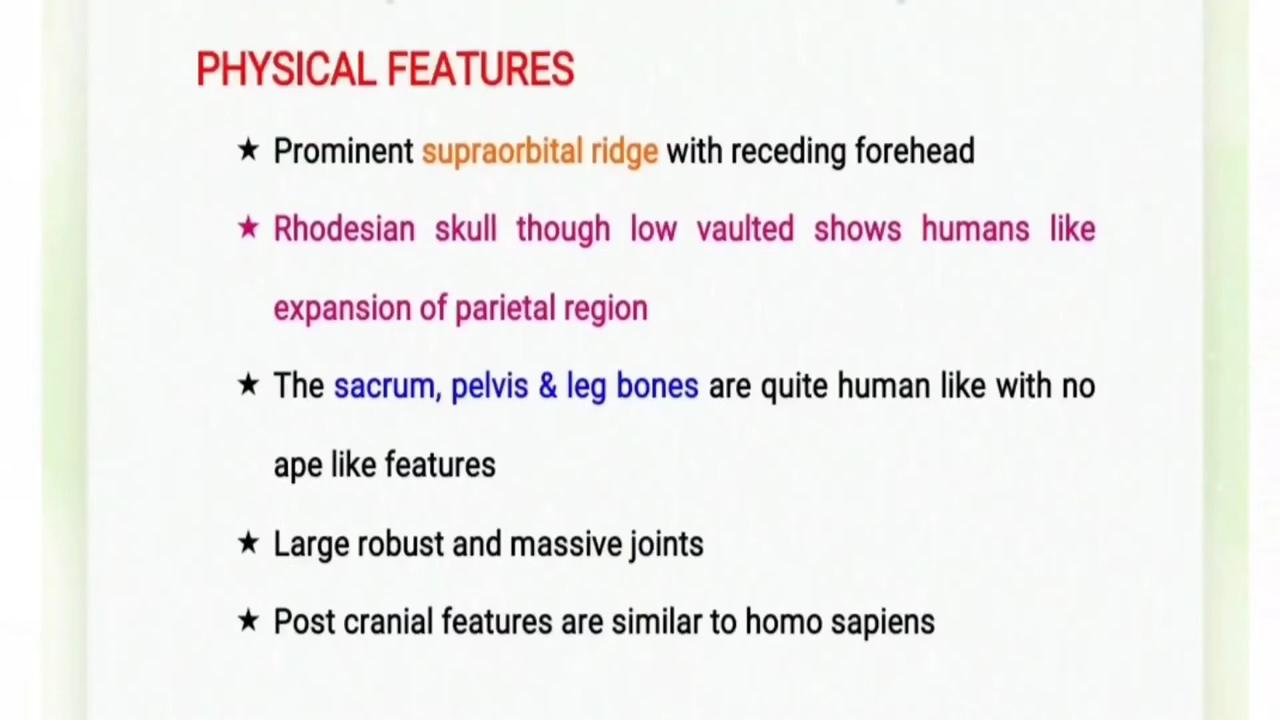 PHYSICAL FEATURES
★ Prominent supraorbital ridge with receding forehead
★ Rhodesian skull though low vaulted shows humans like
expansion of parietal region
★ The sacrum, pelvis & leg bones are quite human like with no
ape like features
★ Large robust and massive joints
★ Post cranial features are similar to homo sapiens